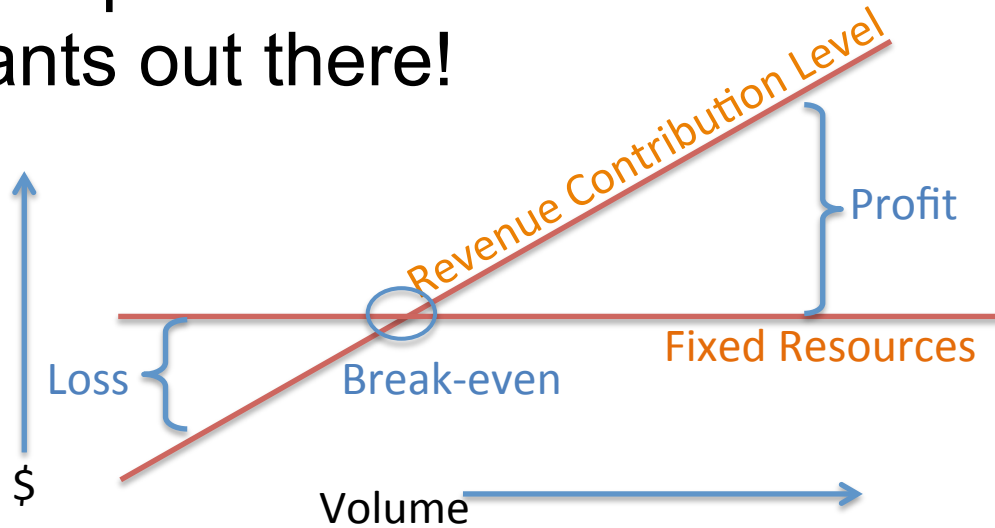 ants out there!
Revenue Contribution Level
Profit
Fixed Resources
Loss
Break-even
$
Volume